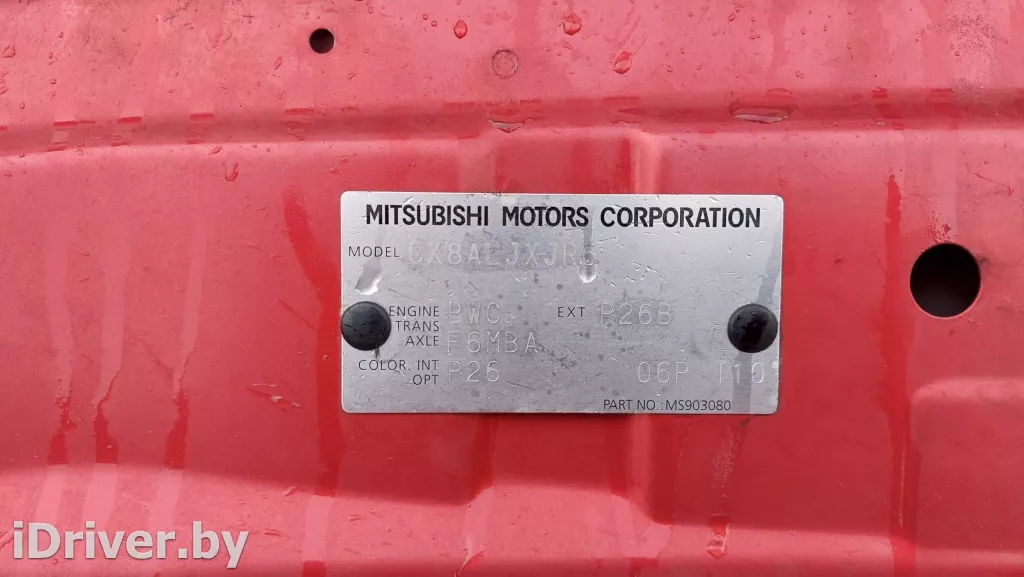 MITSUBISHI MOTORS CORPORATION
MODEL CX8ALJXJR6
ENGINE BWC EXT P26B
TRANS
AXLE F6MBA
COLOR. INT P26 06P T10
OPT
PART NO.: MS903080
iDriver.by